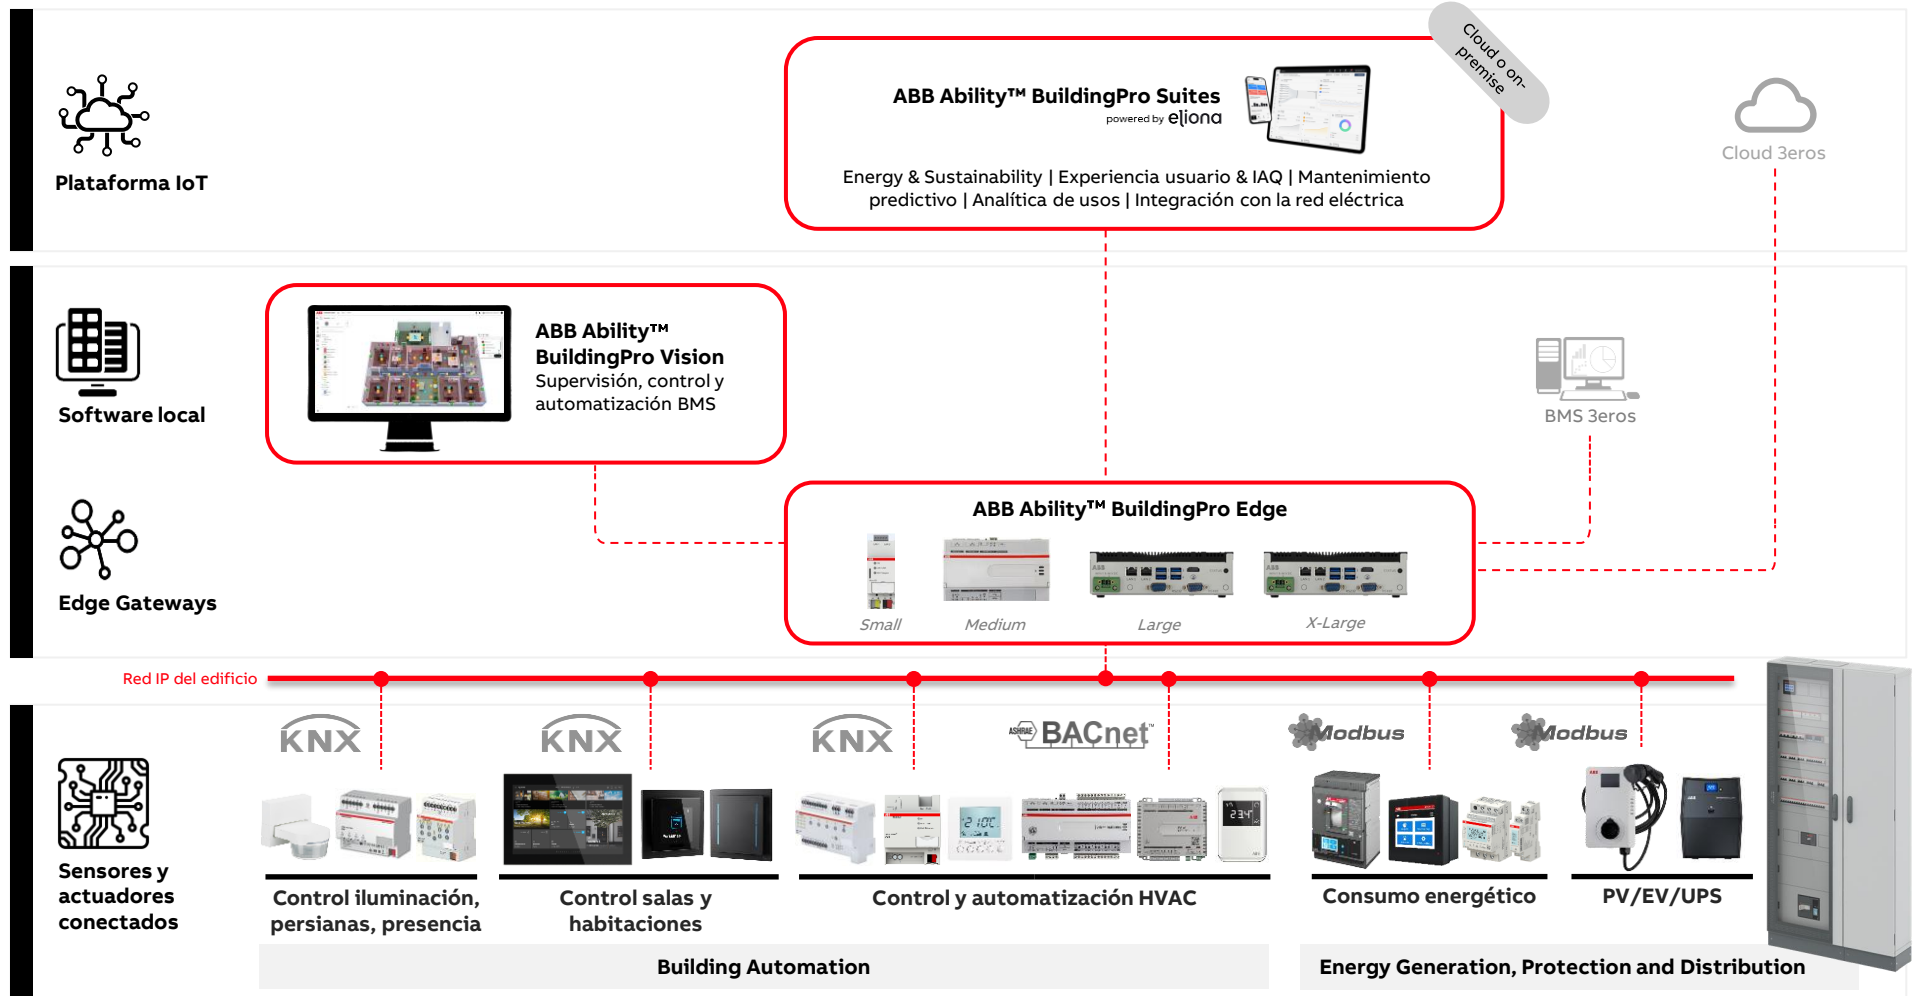 Cloud o on-
premise
ABB Ability™ BuildingPro Suites
powered by eliona
Energy & Sustainability | Experiencia usuario & IAQ | Mantenimiento
predictivo | Analítica de usos | Integración con la red eléctrica
Cloud 3eros
Plataforma IoT
ABB Ability™
BuildingPro Vision
Supervisión, control y
automatización BMS
Software local
BMS 3eros
ABB Ability™ BuildingPro Edge
Small
Medium
Large
X-Large
Edge Gateways
Red IP del edificio
KNX
KNX
KNX
ASHRAE BACnet™
Modbus
Modbus
Sensores y
actuadores
conectados
Control iluminación,
persianas, presencia
Control salas y
habitaciones
Control y automatización HVAC
Consumo energético
PV/EV/UPS
Building Automation
Energy Generation, Protection and Distribution